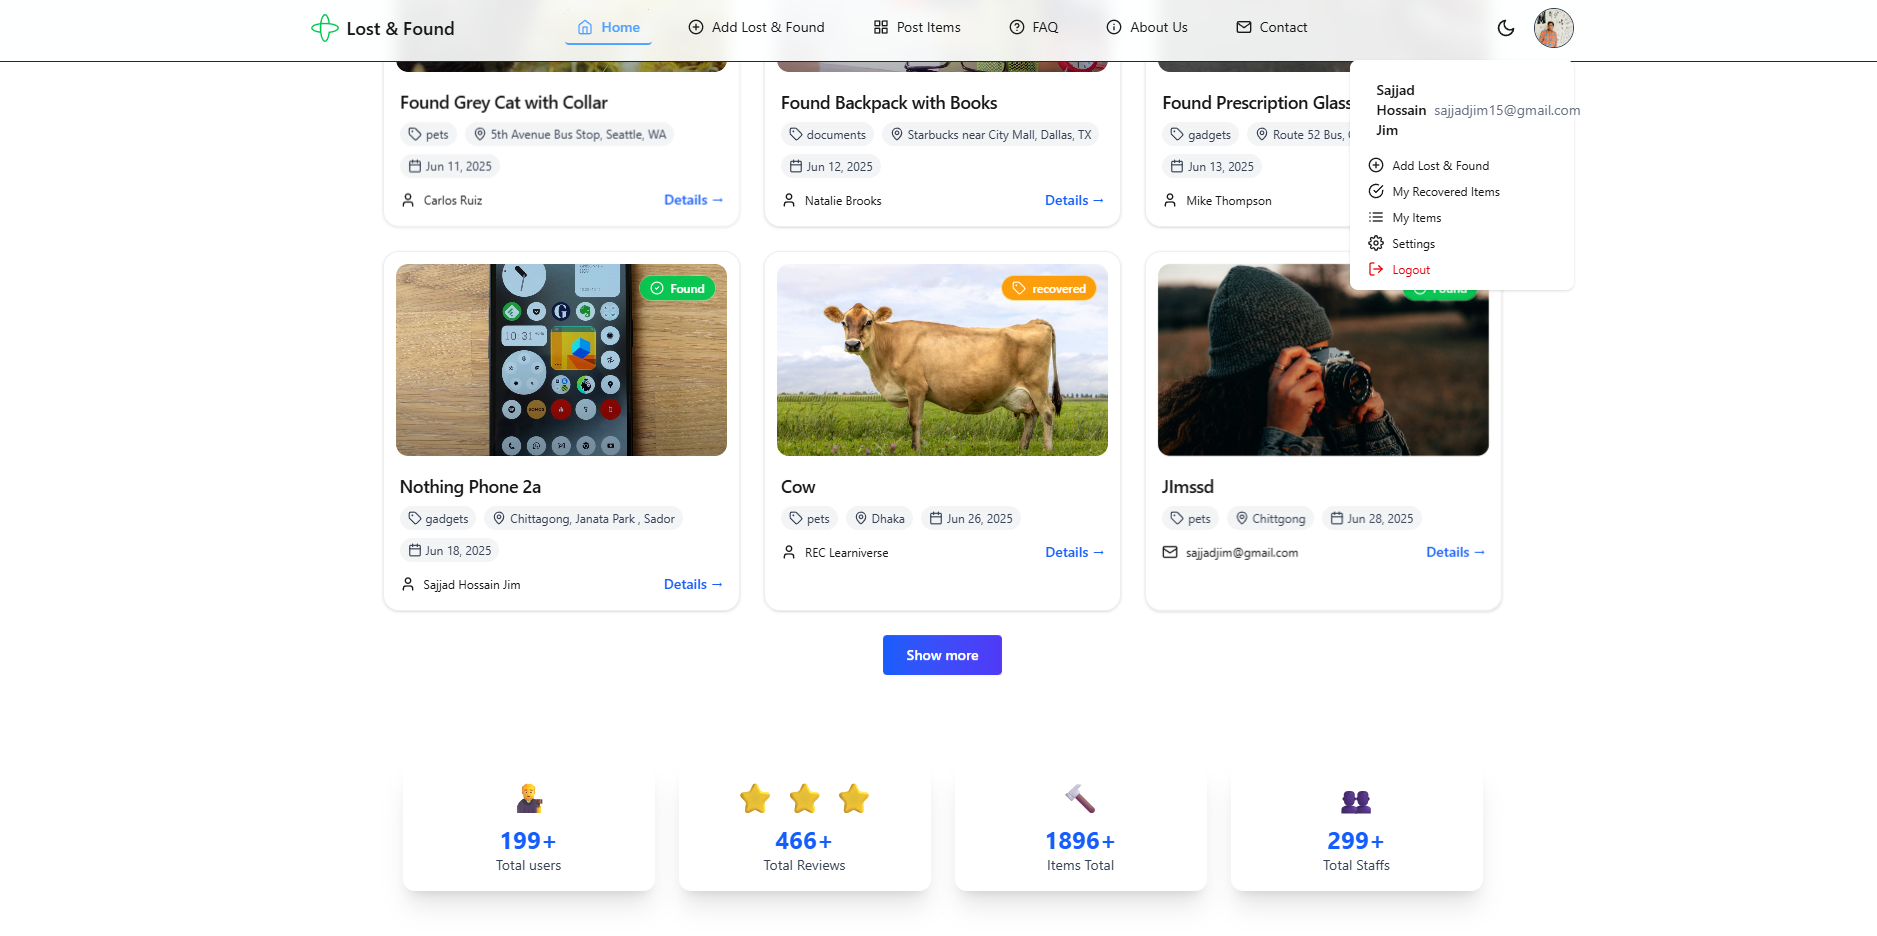 Lost & Found
Home
Add Lost & Found
Post Items
FAQ
About Us
Contact
Sajjad
Hossain sajjadjim15@gmail.com
Jim
Add Lost & Found
My Recovered Items
My Items
Settings
Logout
Found Grey Cat with Collar
pets
5th Avenue Bus Stop, Seattle, WA
Jun 11, 2025
Carlos Ruiz
Details →
Found Backpack with Books
documents
Starbucks near City Mall, Dallas, TX
Jun 12, 2025
Natalie Brooks
Details →
Found Prescription Glass
gadgets
Route 52 Bus,
Jun 13, 2025
Mike Thompson
Found
10:31
Nothing Phone 2a
gadgets
Chittagong, Janata Park , Sador
Jun 18, 2025
Sajjad Hossain Jim
Details →
recovered
Cow
pets
Dhaka
Jun 26, 2025
REC Learniverse
Details →
Found
JImssd
pets
Chittgong
Jun 28, 2025
sajjadjim@gmail.com
Details →
Show more
199+
Total users
466+
Total Reviews
1896+
Items Total
299+
Total Staffs